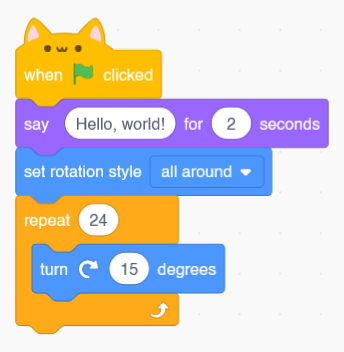 when clicked
say Hello, world! for 2 seconds
set rotation style all around
repeat 24
turn 15 degrees